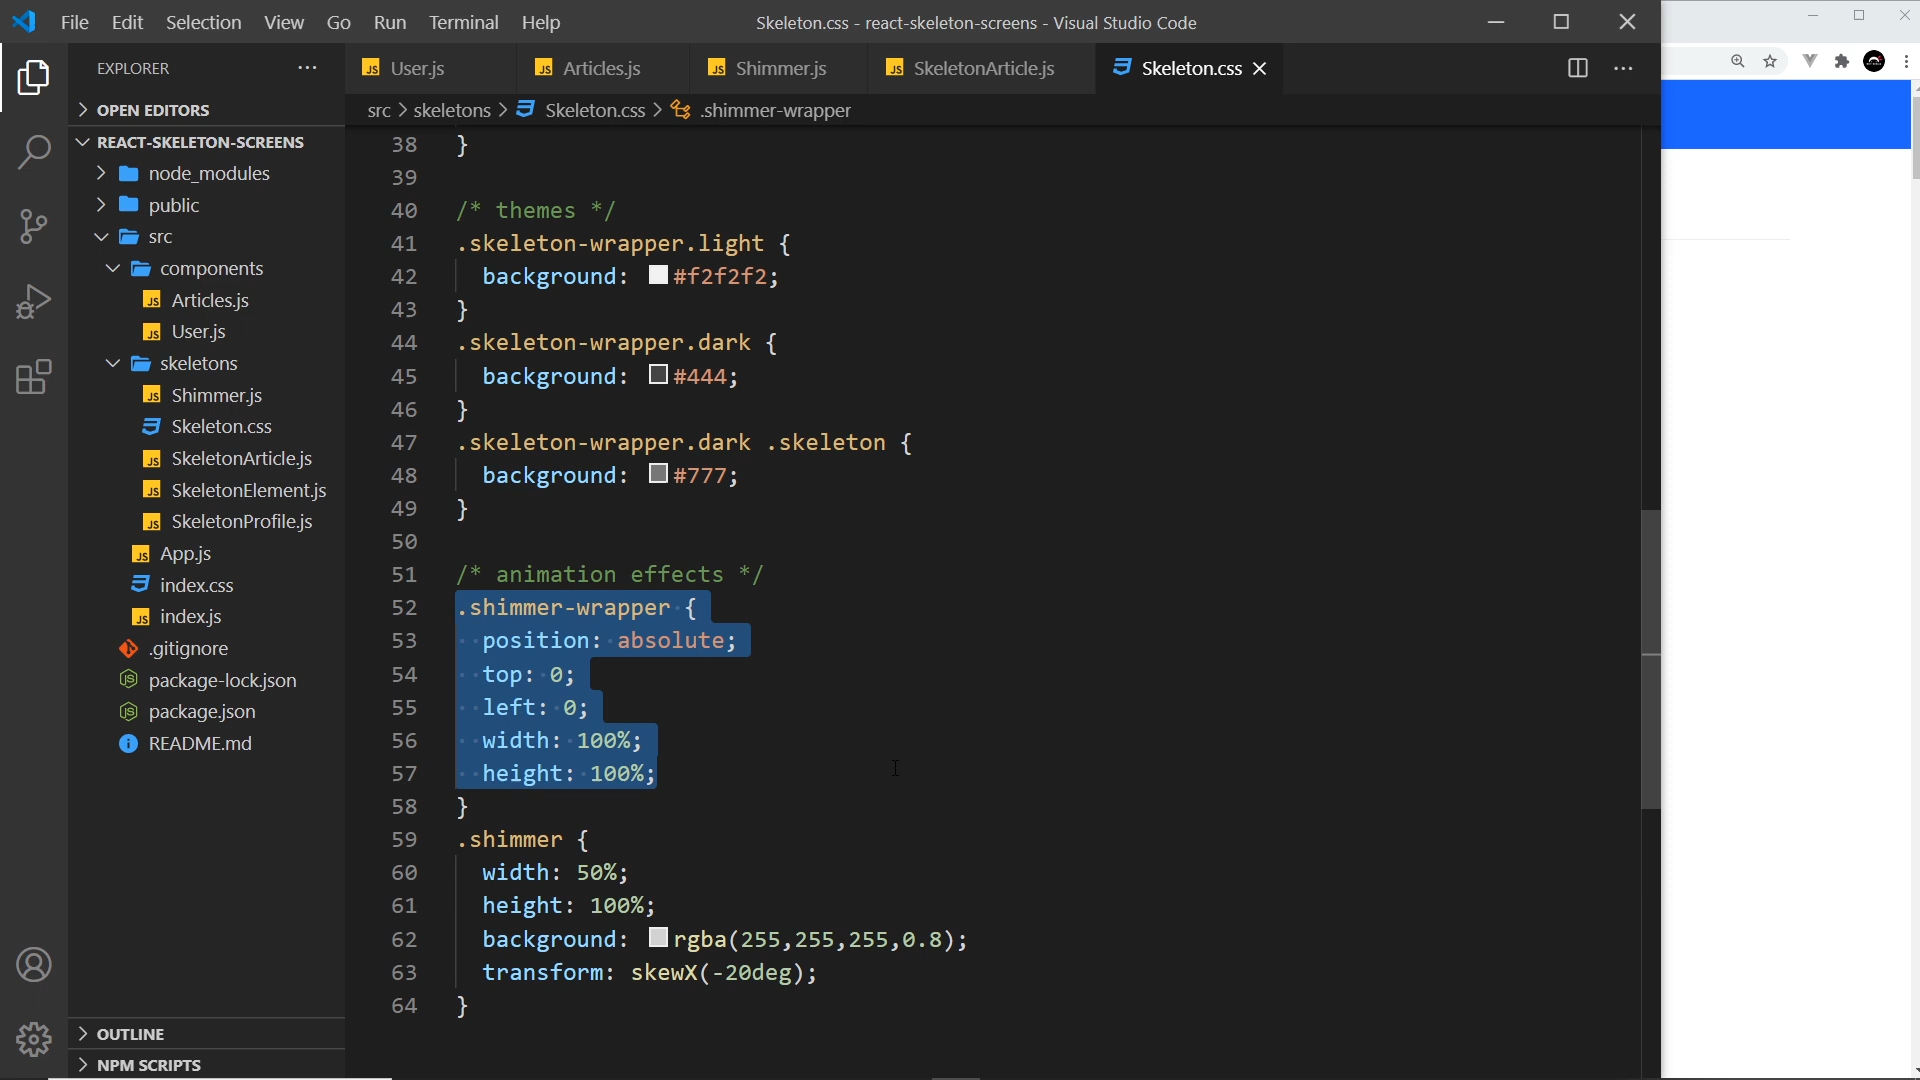 File Edit Selection View Go Run Terminal Help
Skeleton.css - react-skeleton-screens - Visual Studio Code
EXPLORER
OPEN EDITORS
REACT-SKELETON-SCREENS
node_modules
public
src
components
Articles.js
User.js
skeletons
Shimmer.js
Skeleton.css
SkeletonArticle.js
SkeletonElement.js
SkeletonProfile.js
App.js
index.css
index.js
.gitignore
package-lock.json
package.json
README.md
OUTLINE
NPM SCRIPTS
User.js Articles.js Shimmer.js SkeletonArticle.js Skeleton.css
src > skeletons > Skeleton.css > .shimmer-wrapper
38 }
39
40 /* themes */
41 .skeleton-wrapper.light {
42 background: #f2f2f2;
43 }
44 .skeleton-wrapper.dark {
45 background: #444;
46 }
47 .skeleton-wrapper.dark .skeleton {
48 background: #777;
49 }
50
51 /* animation effects */
52 .shimmer-wrapper {
53 position: absolute;
54 top: 0;
55 left: 0;
56 width: 100%;
57 height: 100%;
58 }
59 .shimmer {
60 width: 50%;
61 height: 100%;
62 background: rgba(255,255,255,0.8);
63 transform: skewX(-20deg);
64 }